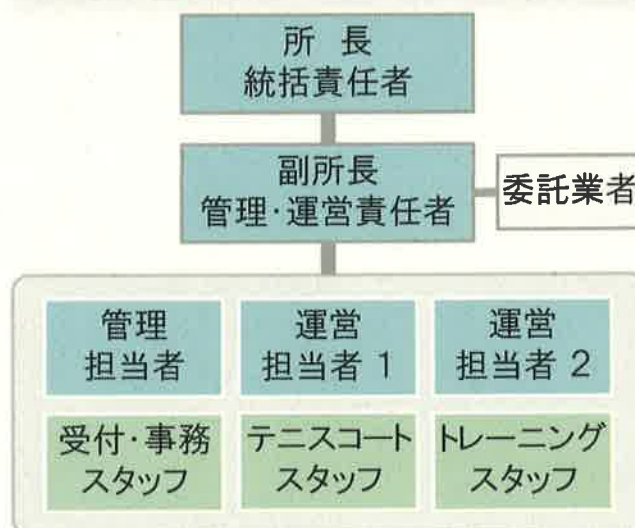 所 長
統括責任者
副所長
管理・運営責任者
委託業者
管理
担当者
運営
担当者 1
運営
担当者 2
受付・事務
スタッフ
テニスコート
スタッフ
トレーニング
スタッフ